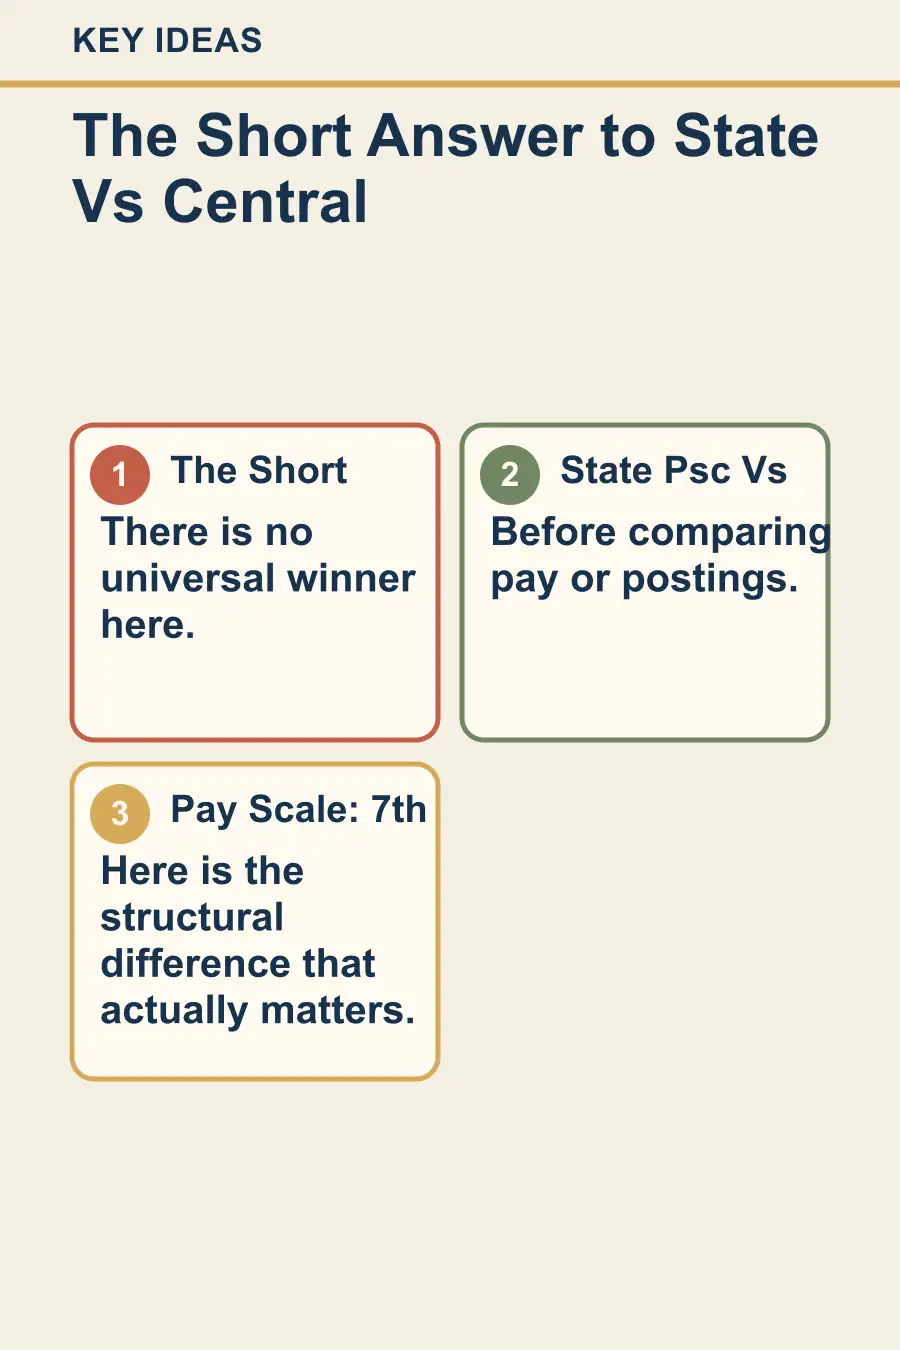 KEY IDEAS
The Short Answer to State
Vs Central
1 The Short
There is no
universal winner
here.
2 State Psc Vs
Before comparing
pay or postings.
3 Pay Scale: 7th
Here is the
structural
difference that
actually matters.